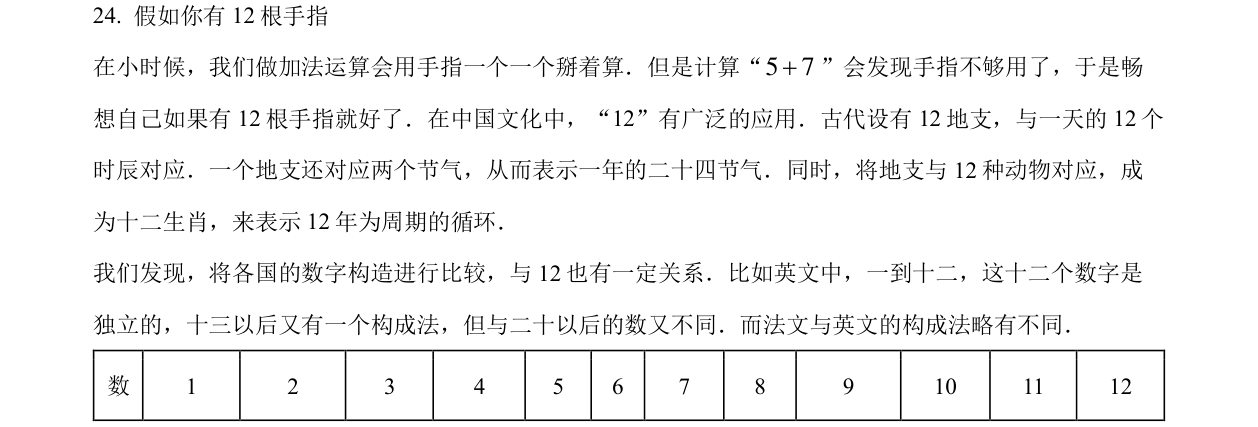 24. 假如你有 12 根手指
在小时候，我们做加法运算会用手指一个一个掰着算．但是计算“5+7 ”会发现手指不够用了，于是畅
想自己如果有 12 根手指就好了．在中国文化中，“12”有广泛的应用．古代设有 12 地支，与一天的 12 个
时辰对应．一个地支还对应两个节气，从而表示一年的二十四节气．同时，将地支与 12 种动物对应，成
为十二生肖，来表示 12 年为周期的循环．
我们发现，将各国的数字构造进行比较，与 12 也有一定关系．比如英文中，一到十二，这十二个数字是
独立的，十三以后又有一个构成法，但与二十以后的数又不同．而法文与英文的构成法略有不同．
数 1 2 3 4 5 6 7 8 9 10 11 12